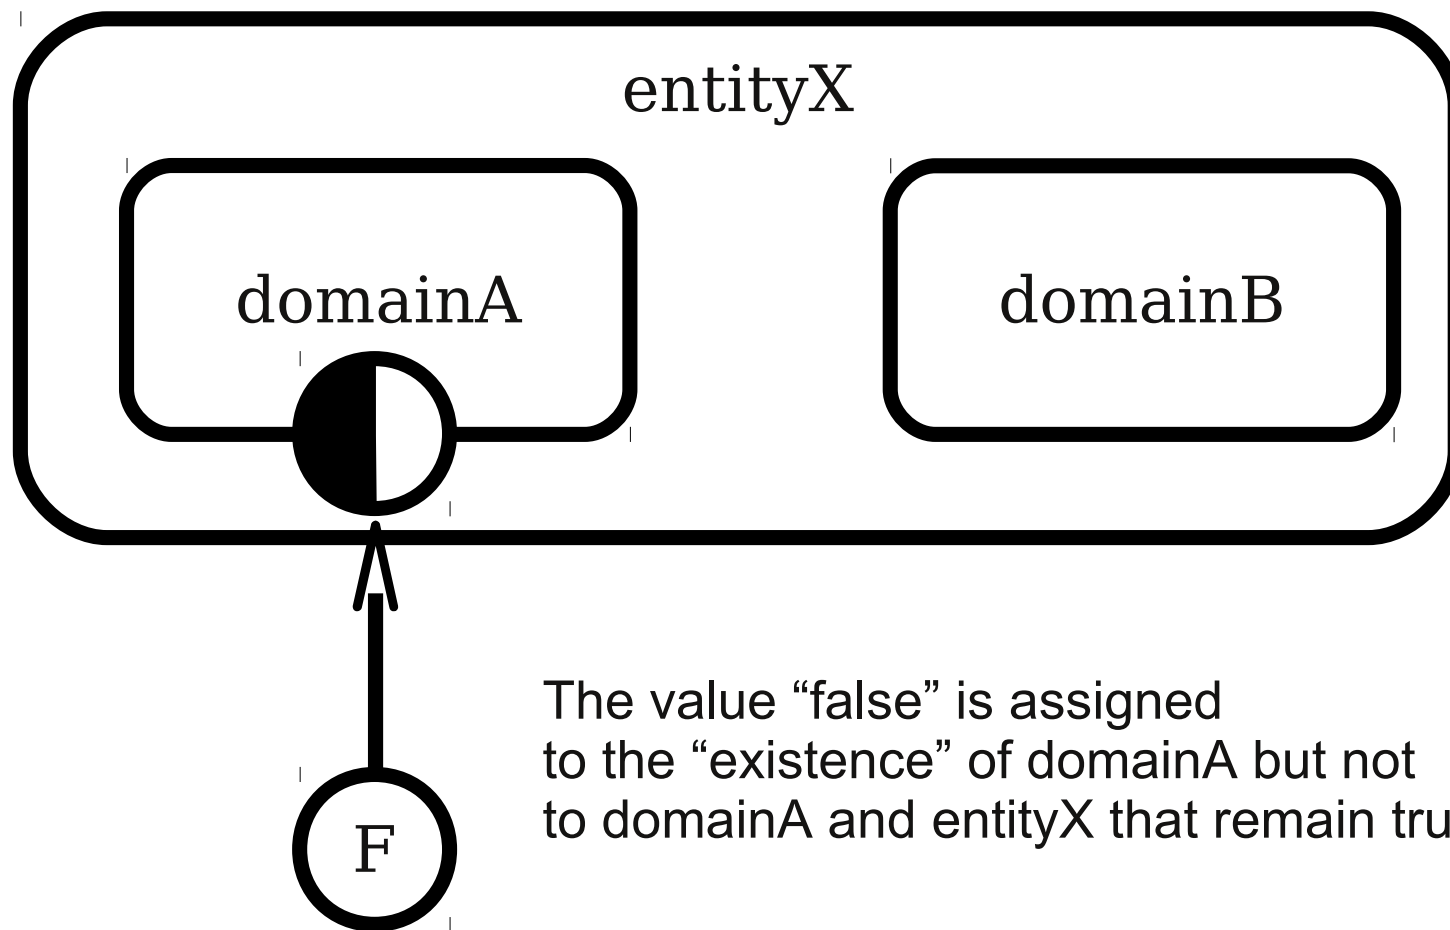 entityX
domainA
domainB
The value “false” is assigned
to the “existence” of domainA but not
to domainA and entityX that remain tru
F